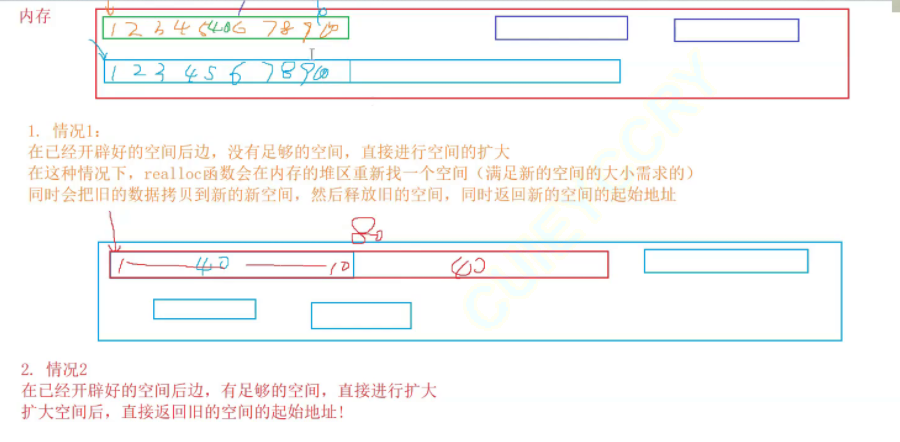 内存
1 2 3 4 5 40 6 7 8 9 10
1 2 3 4 5 6 7 8 9 10
1. 情况1:
在已经开辟好的空间后边，没有足够的空间，直接进行空间的扩大
在这种情况下，realloc函数会在内存的堆区重新找一个空间（满足新的空间的大小需求的）
同时会把旧的数据拷贝到新的新空间，然后释放旧的空间，同时返回新的空间的起始地址
1 40 10 40
2. 情况2
在已经开辟好的空间后边，有足够的空间，直接进行扩大
扩大空间后，直接返回旧的空间的起始地址!